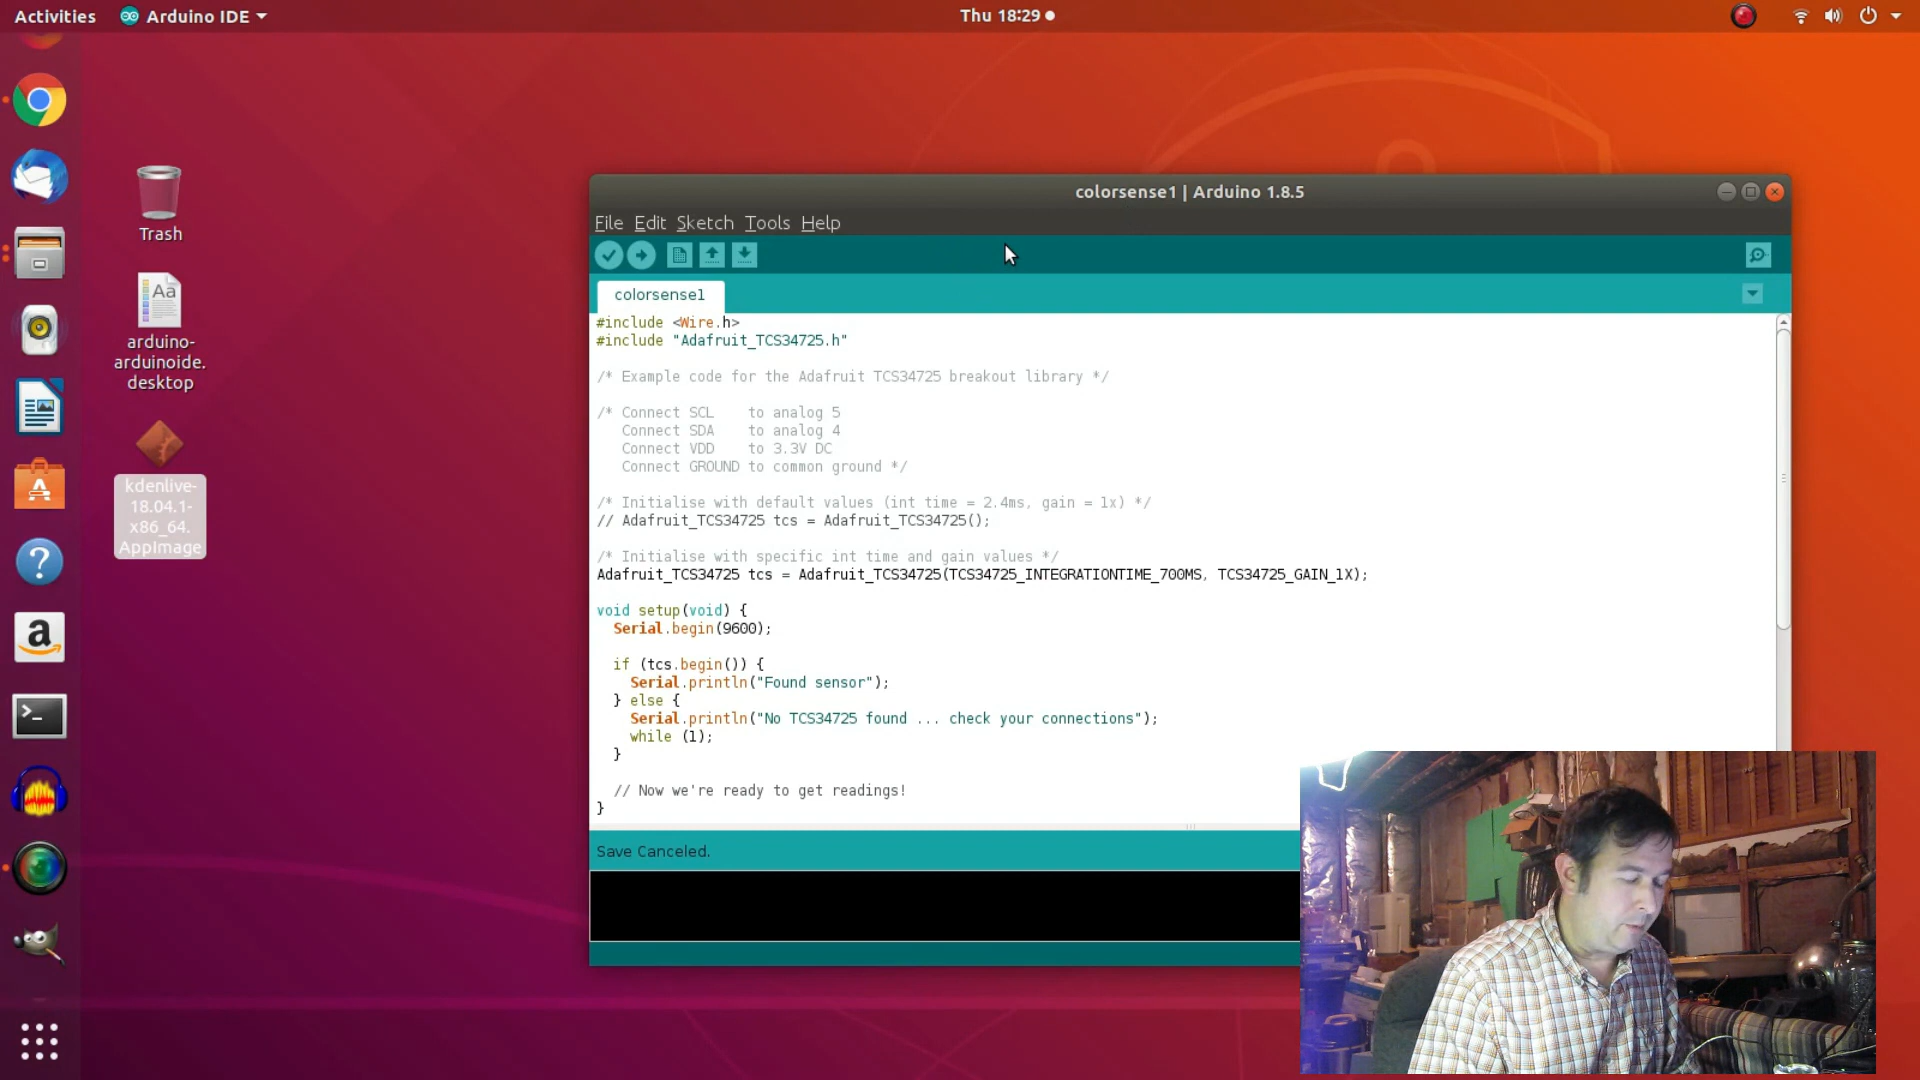 Activities
Arduino IDE
Thu 18:29
Trash
Aa
arduino-
arduinoide.
desktop
kdenlive-
18.04.1-
x86_64.
AppImage
colorsense1 | Arduino 1.8.5
File Edit Sketch Tools Help
colorsense1
#include <Wire.h>
#include "Adafruit_TCS34725.h"
/* Example code for the Adafruit TCS34725 breakout library */
/* Connect SCL to analog 5
Connect SDA to analog 4
Connect VDD to 3.3V DC
Connect GROUND to common ground */
/* Initialise with default values (int time = 2.4ms, gain = 1x) */
// Adafruit_TCS34725 tcs = Adafruit_TCS34725();
/* Initialise with specific int time and gain values */
Adafruit_TCS34725 tcs = Adafruit_TCS34725(TCS34725_INTEGRATIONTIME_700MS, TCS34725_GAIN_1X);
void setup(void) {
Serial.begin(9600);
if (tcs.begin()) {
Serial.println("Found sensor");
} else {
Serial.println("No TCS34725 found ... check your connections");
while (1);
}
// Now we're ready to get readings!
}
Save Canceled.